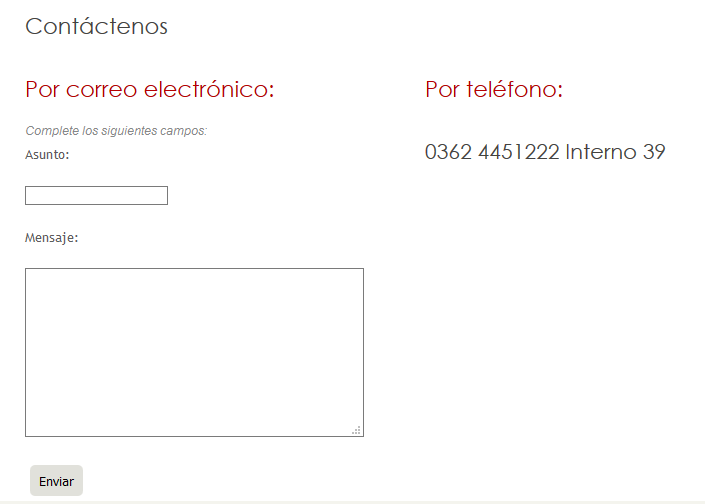 Contáctenos
Por correo electrónico:
Complete los siguientes campos:
Asunto:
Mensaje:
Enviar
Por teléfono:
0362 4451222 Interno 39